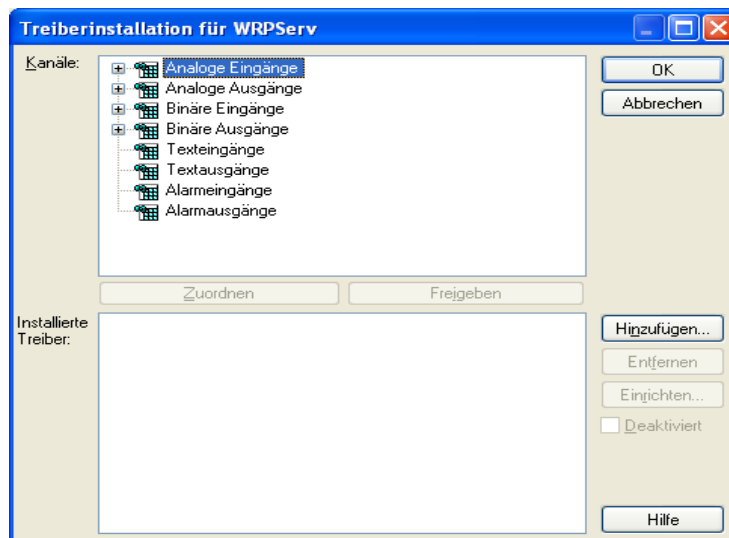 Treiberinstallation für WRPServ
Kanäle:
Analoge Eingänge
Analoge Ausgänge
Binäre Eingänge
Binäre Ausgänge
Texteingänge
Textausgänge
Alarmeingänge
Alarmausgänge
OK
Abbrechen
Zuordnen
Freigeben
Installierte
Treiber:
Hinzufügen...
Entfernen
Einrichten...
Deaktiviert
Hilfe